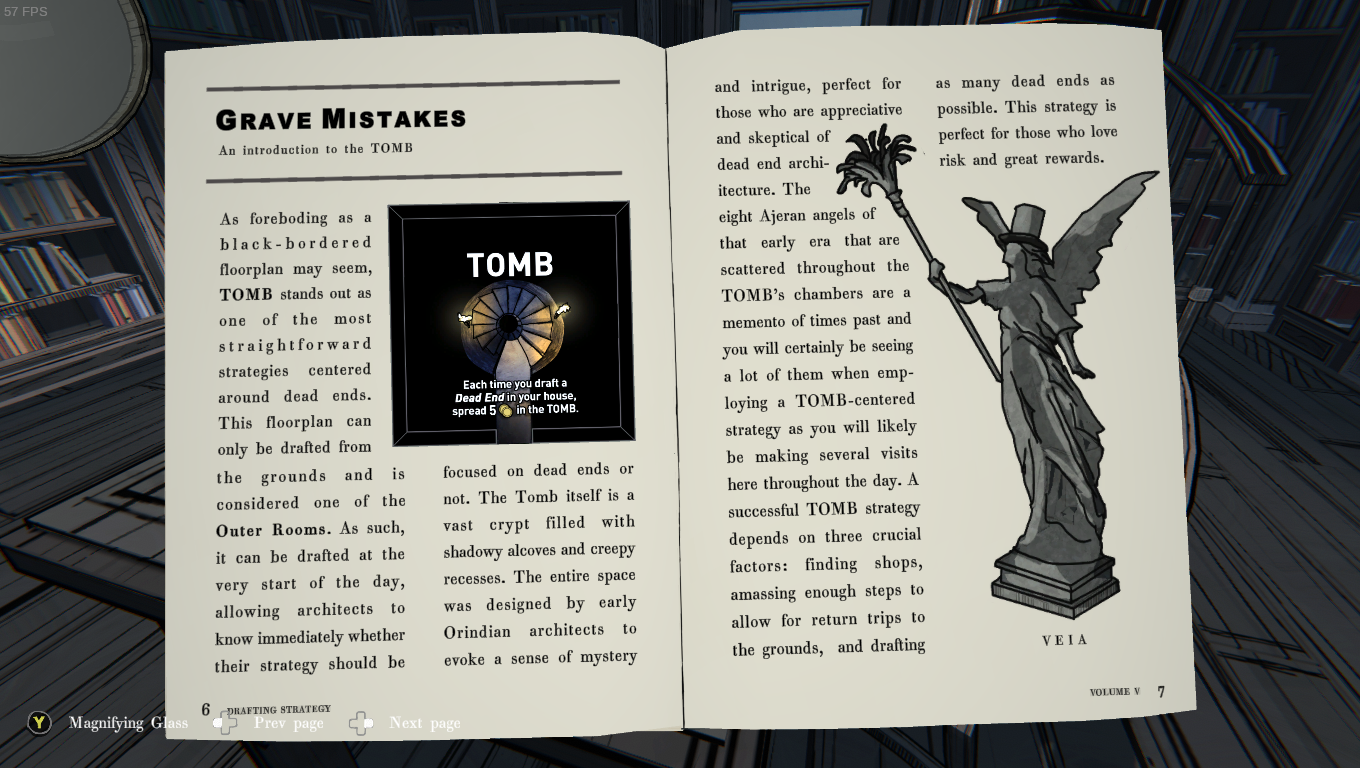 57 FPS
GRAVE MISTAKES
An introduction to the TOMB
As foreboding as a
black-bordered
floorplan may seem,
TOMB stands out as
one of the most
straightforward
strategies centered
around dead ends.
This floorplan can
only be drafted from
the grounds and is
considered one of the
Outer Rooms. As such,
it can be drafted at the
very start of the day,
allowing architects to
know immediately whether
their strategy should be
TOMB
Each time you draft a
Dead End in your house,
spread 5 in the TOMB.
focused on dead ends or
not. The Tomb itself is a
vast crypt filled with
shadowy alcoves and creepy
recesses. The entire space
was designed by early
Orindian architects to
evoke a sense of mystery
6 DRAFTING STRATEGY
and intrigue, perfect for
those who are appreciative
and skeptical of
dead end archi-
itecture. The
eight Ajeran angels of
that early era that are
scattered throughout the
TOMB's chambers are a
memento of times past and
you will certainly be seeing
a lot of them when emp-
loying a TOMB-centered
strategy as you will likely
be making several visits
here throughout the day. A
successful TOMB strategy
depends on three crucial
factors: finding shops,
amassing enough steps to
allow for return trips to
the grounds, and drafting
as many dead ends as
possible. This strategy is
perfect for those who love
risk and great rewards.
VEIA
VOLUME V 7
Y Magnifying Glass Prev page Next page